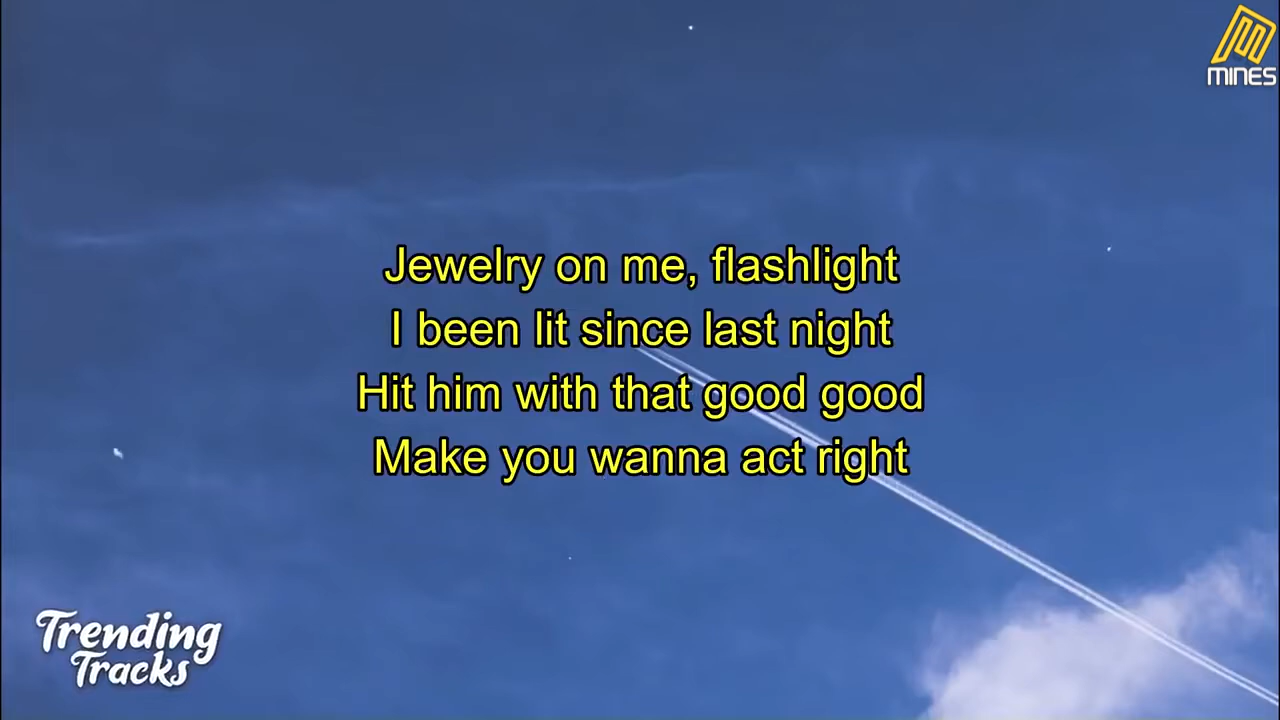 MINES
Jewelry on me, flashlight
I been lit since last night
Hit him with that good good
Make you wanna act right
Trending
Tracks